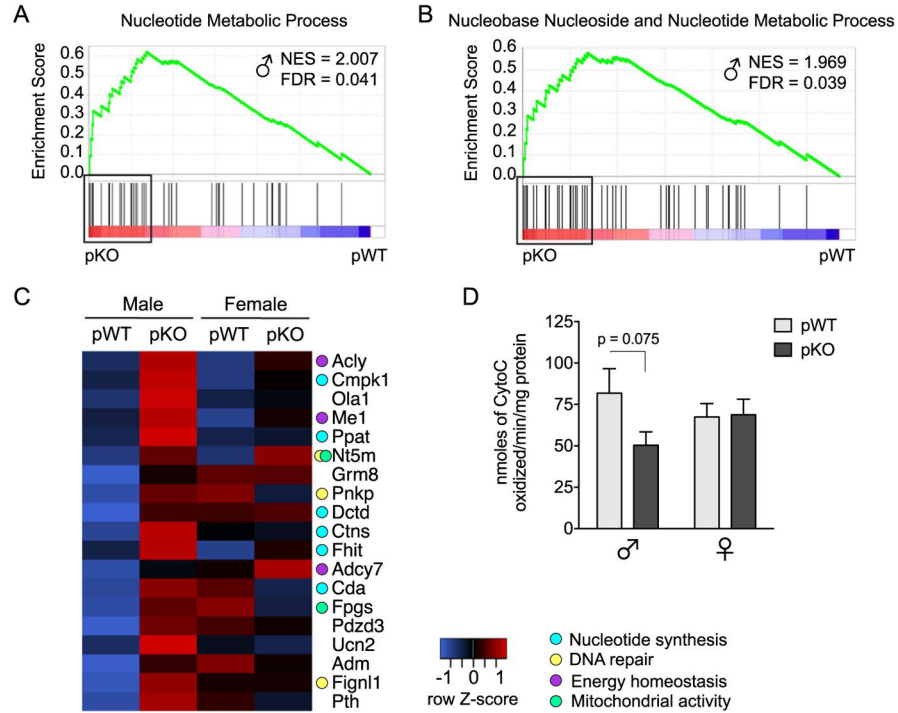 A
Nucleotide Metabolic Process
Enrichment Score
0.6
0.5
0.4
0.3
0.2
0.1
0.0
♂ NES = 2.007
FDR = 0.041
pKO
pWT
B
Nucleobase Nucleoside and Nucleotide Metabolic Process
Enrichment Score
0.6
0.5
0.4
0.3
0.2
0.1
0.0
♂ NES = 1.969
FDR = 0.039
pKO
pWT
C
Male Female
pWT pKO pWT pKO
Acly
Cmpk1
Ola1
Me1
Ppat
Nt5m
Grm8
Pnkp
Dctd
Ctns
Fhit
Adcy7
Cda
Fpgs
Pdzd3
Ucn2
Adm
Fignl1
Pth
-1 0 1
row Z-score
Nucleotide synthesis
DNA repair
Energy homeostasis
Mitochondrial activity
D
nmoles of CytoC
oxidized/min/mg protein
125
100
75
50
25
0
p = 0.075
pWT
pKO
♂ ♀